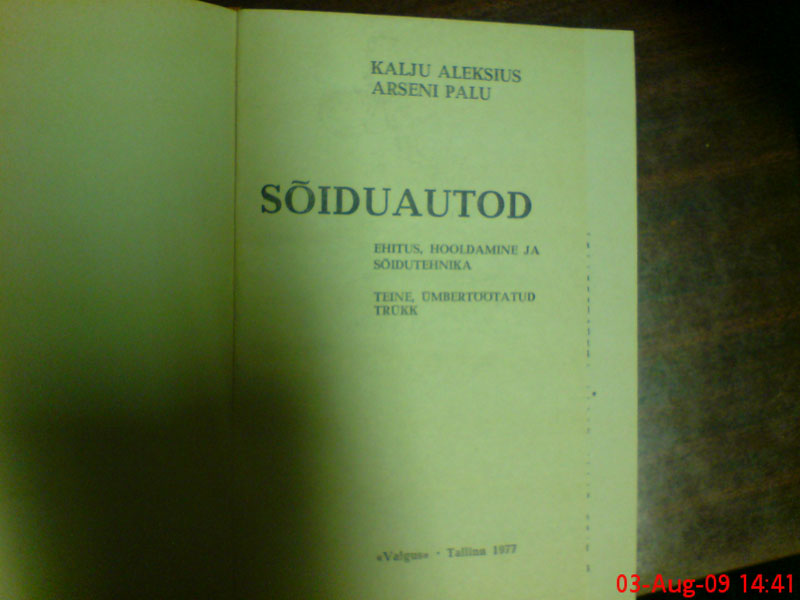 KALJU ALEKSIUS
ARSENI PALU
SÕIDUAUTOD
EHITUS, HOOLDAMINE JA
SÕIDUTEHNIKA
TEINE, ÜMBERTÖÖTATUD
TRÜKK
«Valgus» · Tallinn 1977
03-Aug-09 14:41